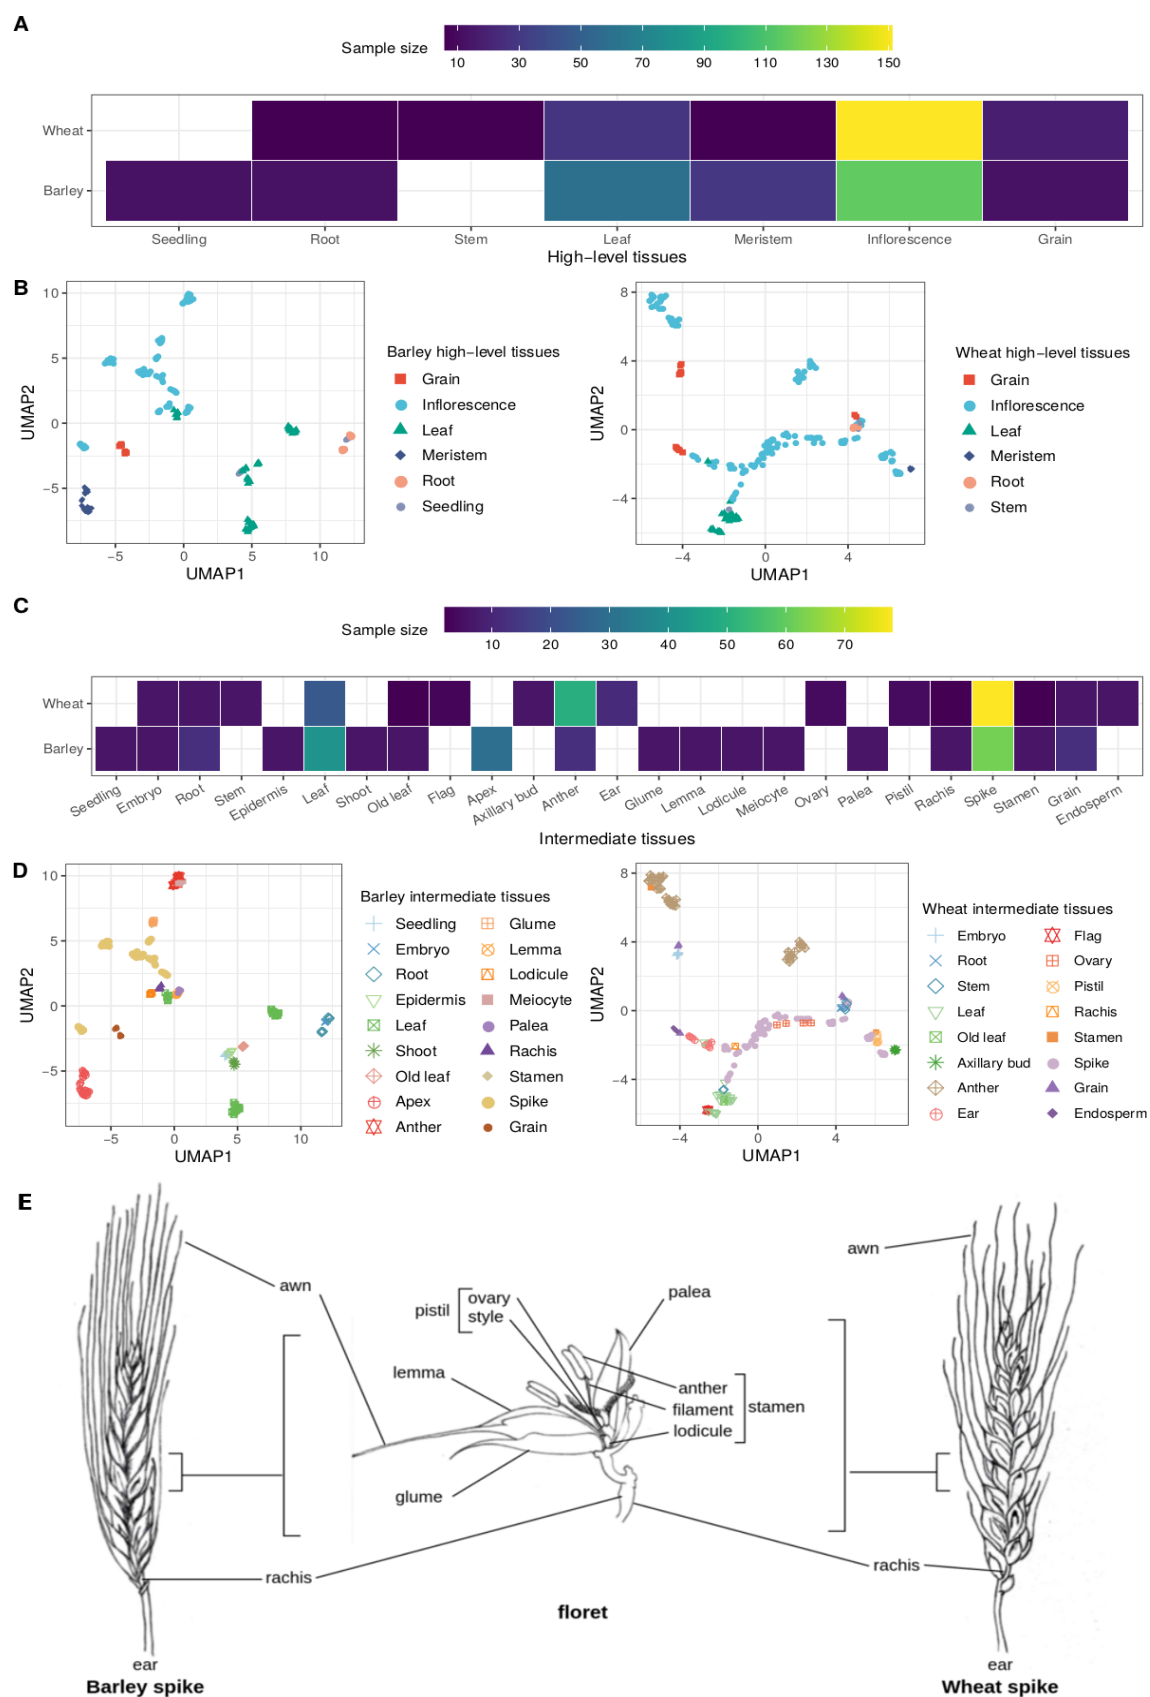 A
Sample size
10 30 50 70 90 110 130 150
Wheat
Barley
Seedling Root Stem Leaf Meristem Inflorescence Grain
High−level tissues
B
10
5
0
−5
UMAP2
−5 0 5 10
UMAP1
Barley high−level tissues
Grain
Inflorescence
Leaf
Meristem
Root
Seedling
8
4
0
−4
UMAP2
−4 0 4
UMAP1
Wheat high−level tissues
Grain
Inflorescence
Leaf
Meristem
Root
Stem
C
Sample size
10 20 30 40 50 60 70
Wheat
Barley
Seedling Embryo Root Stem Epidermis Leaf Shoot Old leaf Flag Apex Axillary bud Anther Ear Glume Lemma Lodicule Meiocyte Ovary Palea Pistil Rachis Spike Stamen Grain Endosperm
Intermediate tissues
D
10
5
0
−5
UMAP2
−5 0 5 10
UMAP1
Barley intermediate tissues
Seedling Glume
Embryo Lemma
Root Lodicule
Epidermis Meiocyte
Leaf Palea
Shoot Rachis
Old leaf Stamen
Apex Spike
Anther Grain
8
4
0
−4
UMAP2
−4 0 4
UMAP1
Wheat intermediate tissues
Embryo Flag
Root Ovary
Stem Pistil
Leaf Rachis
Old leaf Stamen
Axillary bud Spike
Anther Grain
Ear Endosperm
E
awn
pistil
ovary
style
palea
awn
lemma
anther
filament
lodicule
stamen
glume
rachis
rachis
floret
ear
Barley spike
ear
Wheat spike